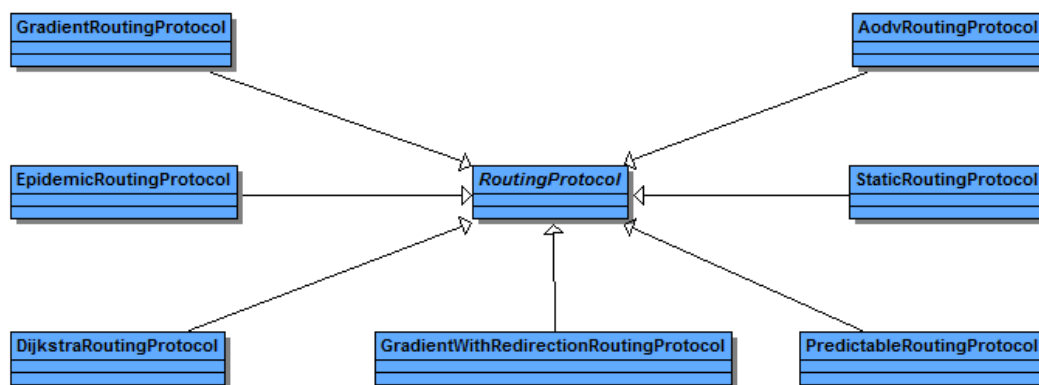 GradientRoutingProtocol
AodvRoutingProtocol
EpidemicRoutingProtocol
RoutingProtocol
StaticRoutingProtocol
DijkstraRoutingProtocol
GradientWithRedirectionRoutingProtocol
PredictableRoutingProtocol